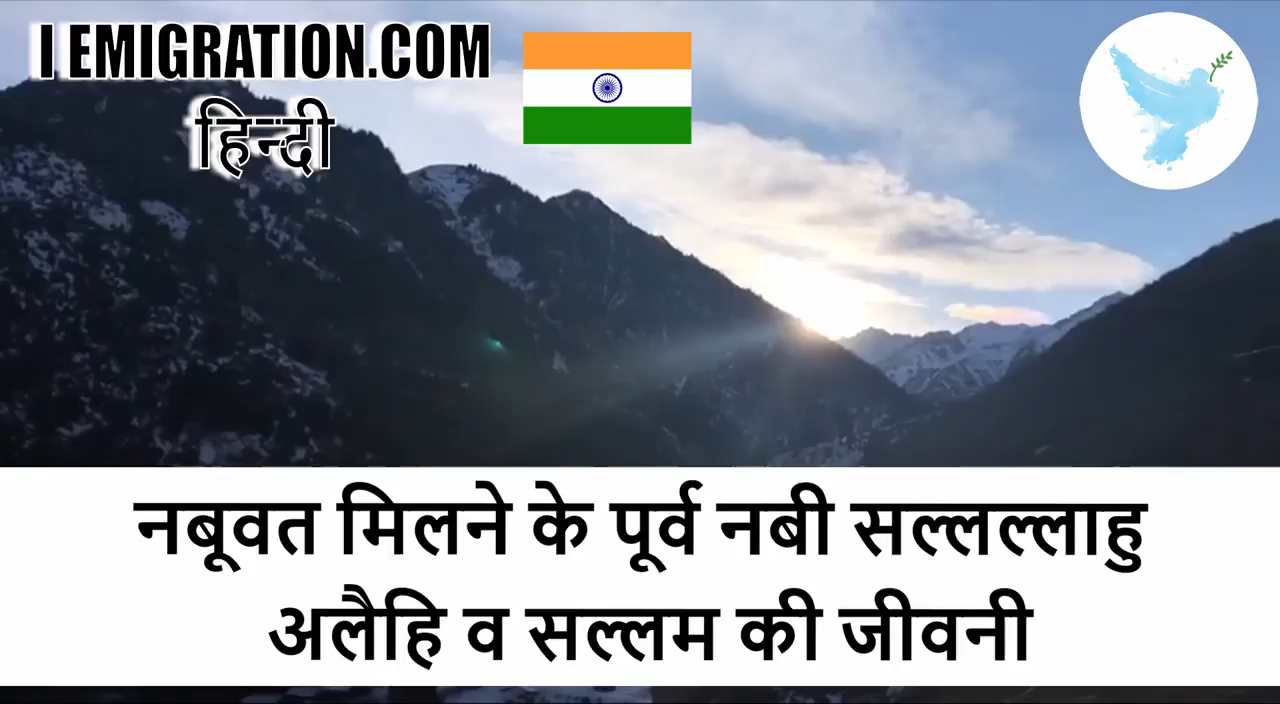 I EMIGRATION.COM
हिन्दी
नबूवत मिलने के पूर्व नबी सल्लल्लाहु
अलैहि व सल्लम की जीवनी